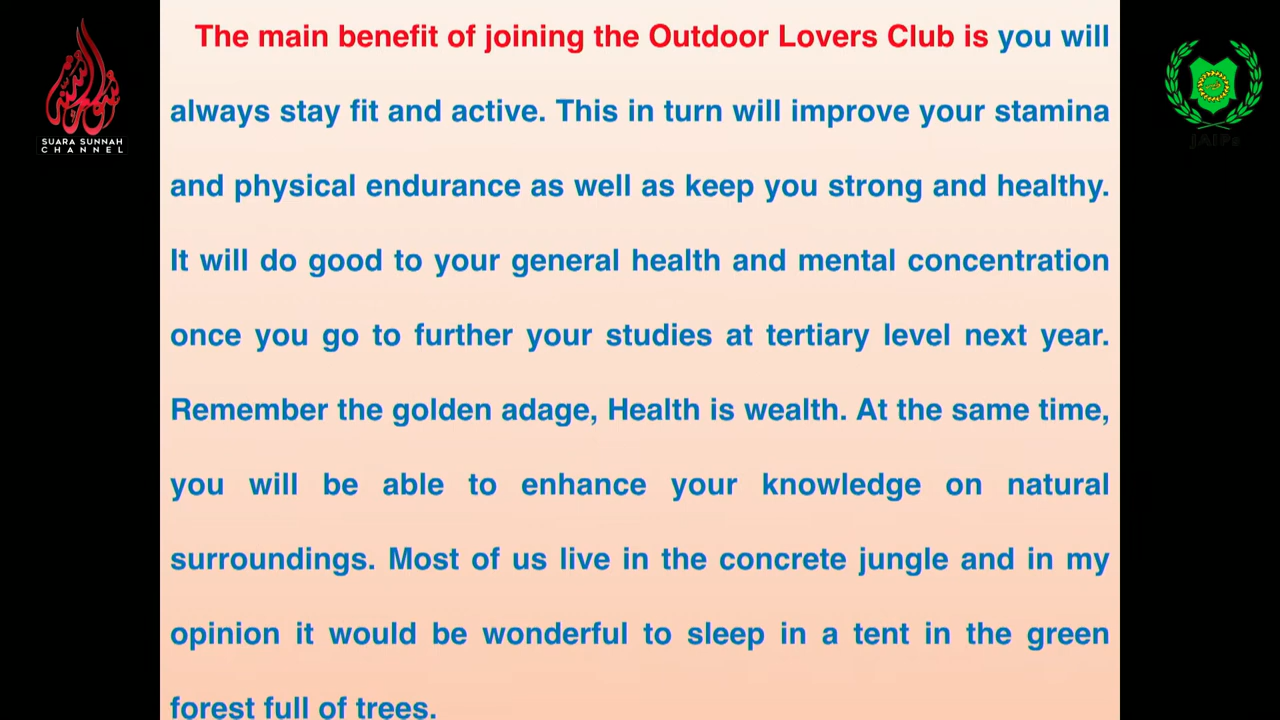 The main benefit of joining the Outdoor Lovers Club is you will
always stay fit and active. This in turn will improve your stamina
and physical endurance as well as keep you strong and healthy.
It will do good to your general health and mental concentration
once you go to further your studies at tertiary level next year.
Remember the golden adage, Health is wealth. At the same time,
you will be able to enhance your knowledge on natural
surroundings. Most of us live in the concrete jungle and in my
opinion it would be wonderful to sleep in a tent in the green
forest full of trees.
SUARA SUNNAH
CHANNEL
JAIPs